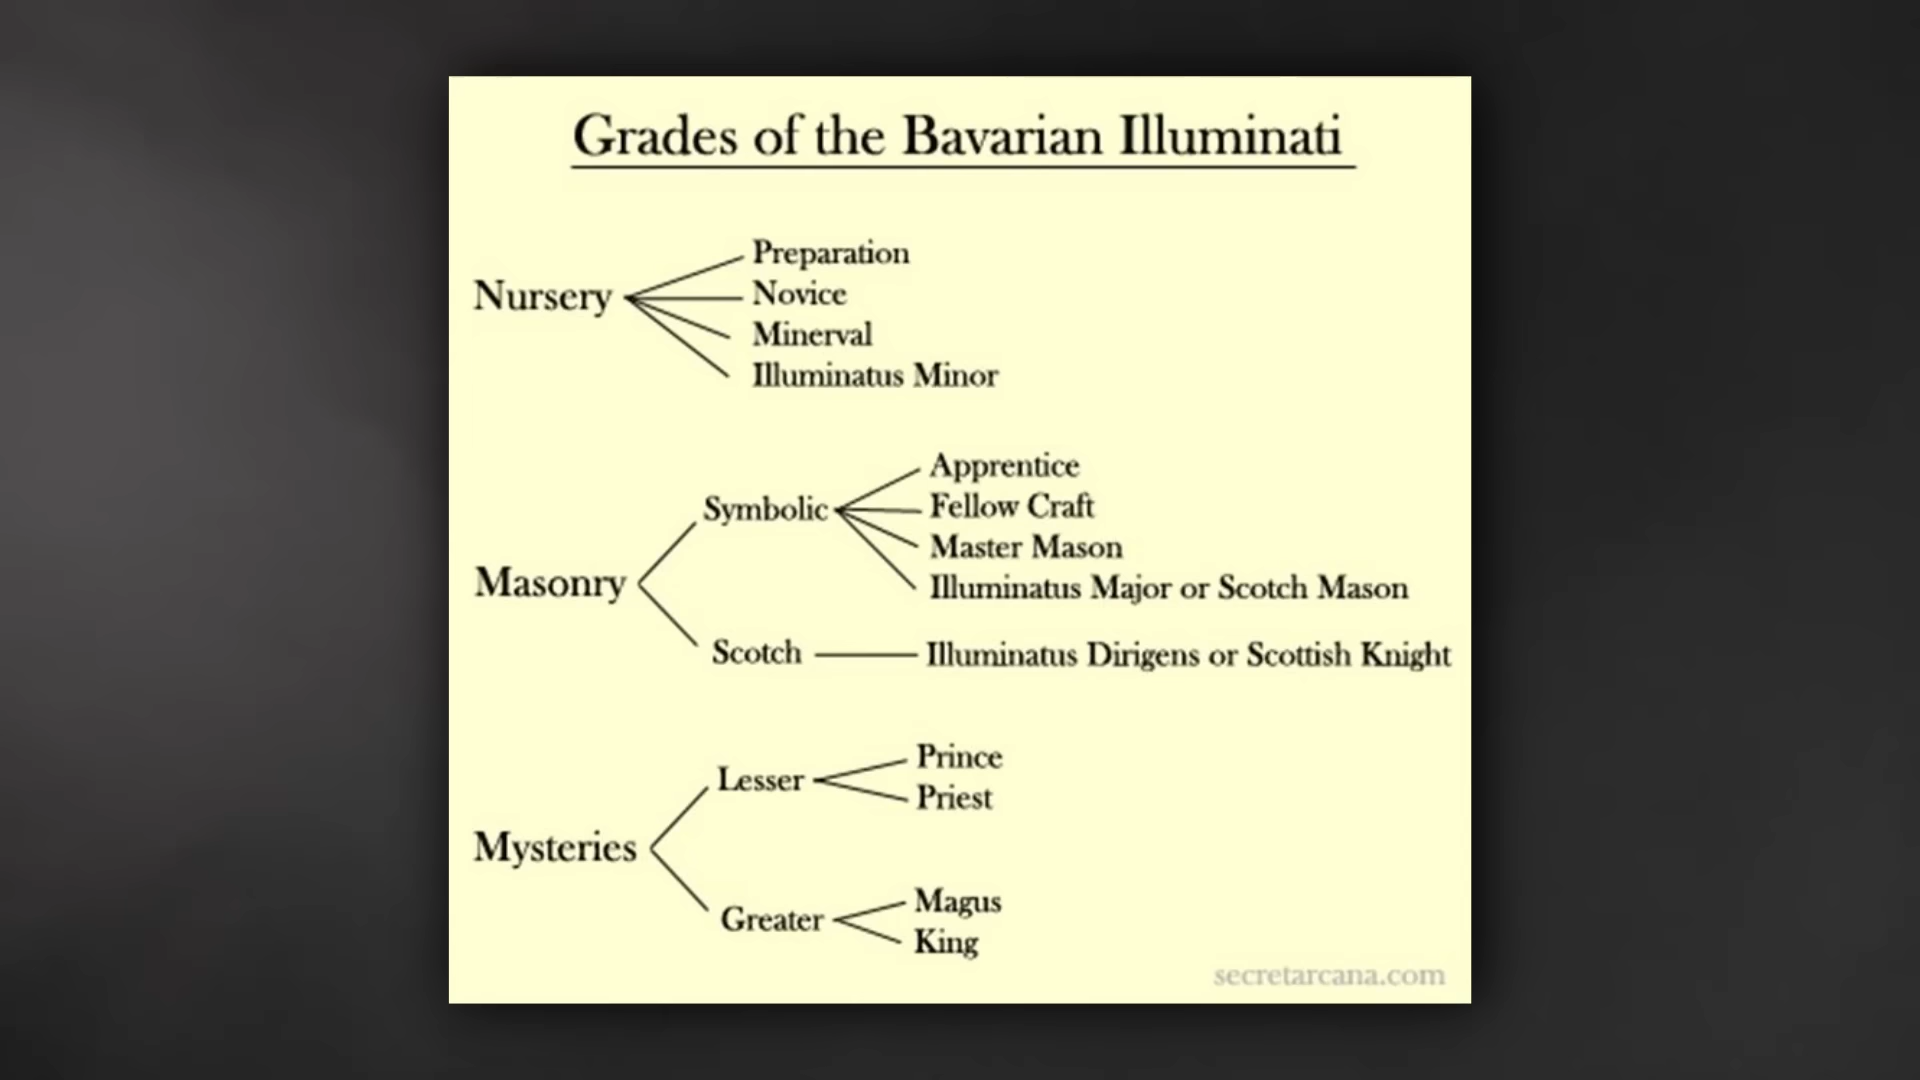 Grades of the Bavarian Illuminati
Nursery
Preparation
Novice
Minerval
Illuminatus Minor
Masonry
Symbolic
Apprentice
Fellow Craft
Master Mason
Illuminatus Major or Scotch Mason
Scotch
Illuminatus Dirigens or Scottish Knight
Mysteries
Lesser
Prince
Priest
Greater
Magus
King
secretarcana.com